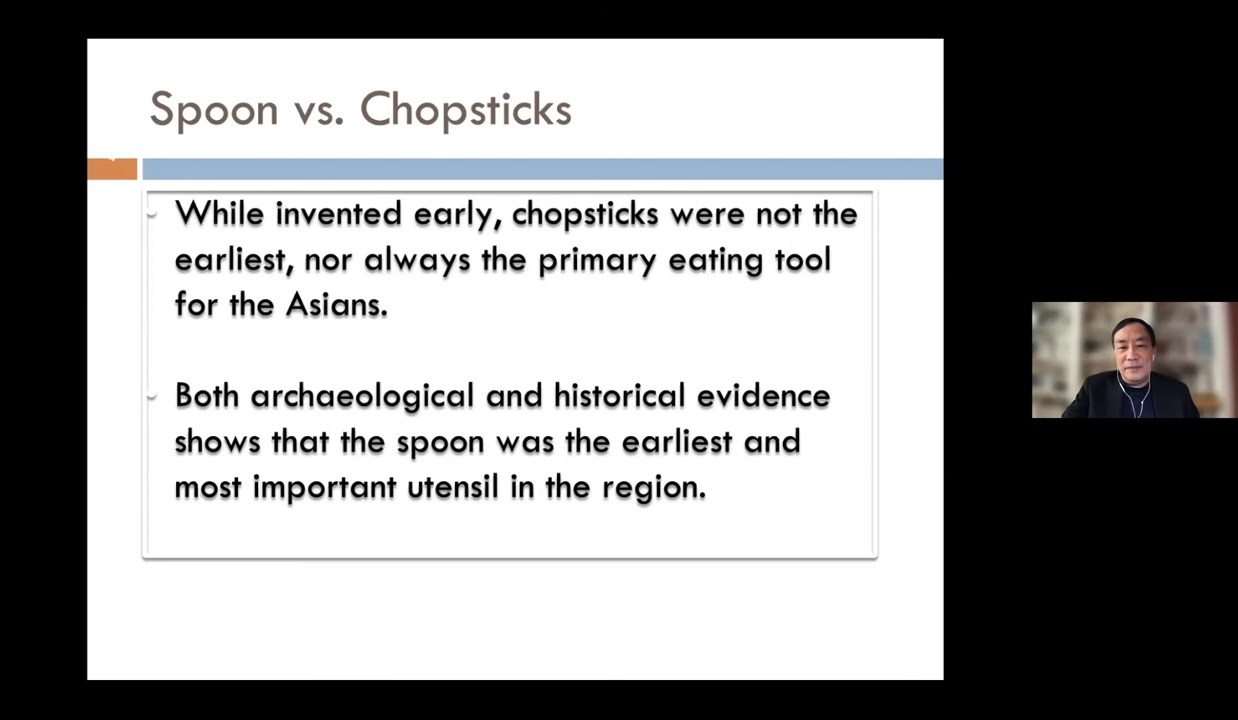 Spoon vs. Chopsticks
While invented early, chopsticks were not the
earliest, nor always the primary eating tool
for the Asians.
Both archaeological and historical evidence
shows that the spoon was the earliest and
most important utensil in the region.